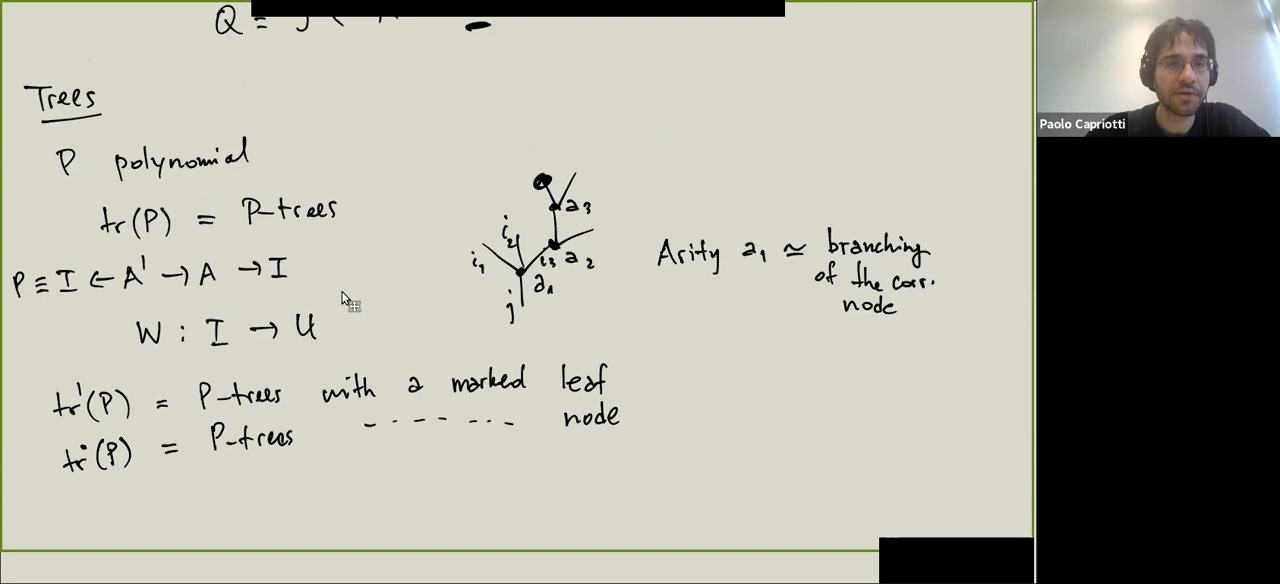 Q ≡
Trees
P polynomial
tr(P) = P-trees
P ≡ I ← A' → A → I
W : I → U
i₁ i₂ i₃ j
a₁ a₂ a₃
Arity a₁ ≃ branching
of the corr.
node
tr'(P) = P-trees with a marked leaf
tr˙(P) = P-trees - - - - - - - node
Paolo Capriotti